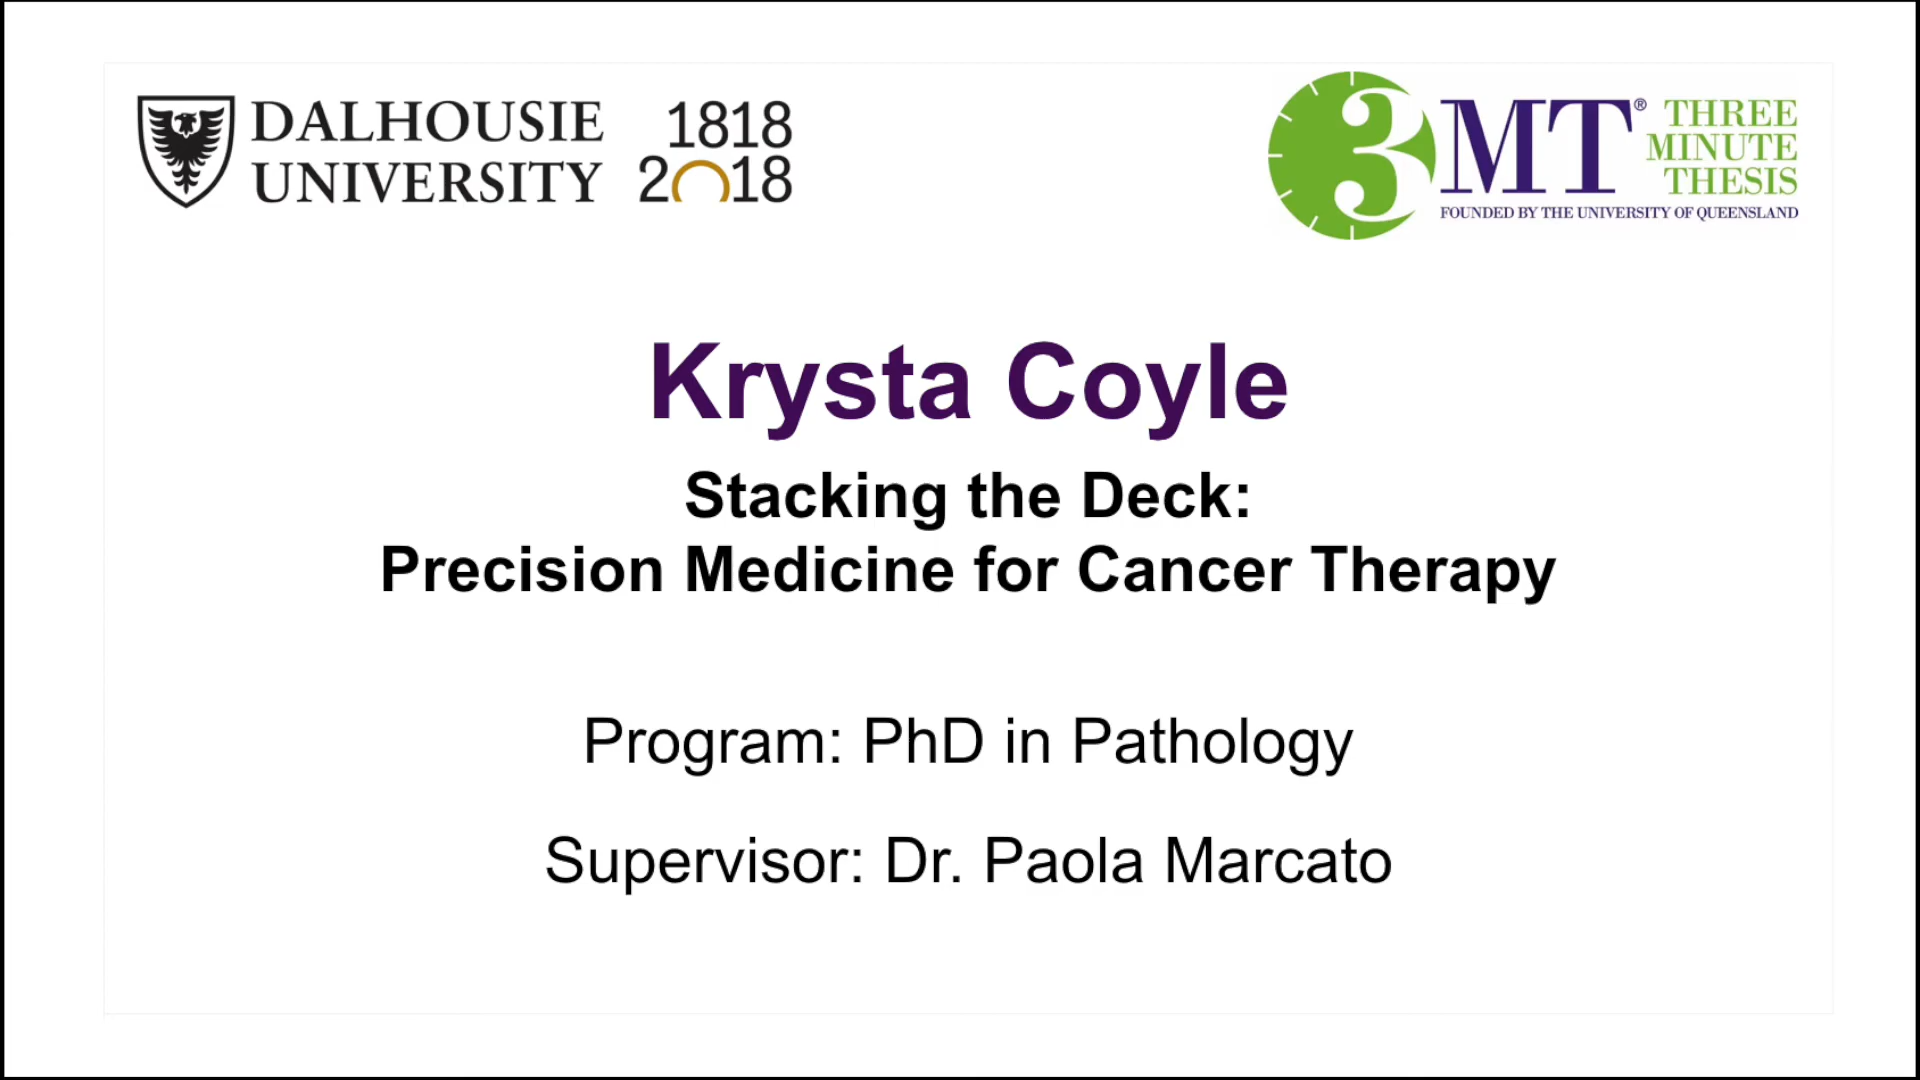 DALHOUSIE
UNIVERSITY
1818
2018
3MT® THREE
MINUTE
THESIS
FOUNDED BY THE UNIVERSITY OF QUEENSLAND
Krysta Coyle
Stacking the Deck:
Precision Medicine for Cancer Therapy
Program: PhD in Pathology
Supervisor: Dr. Paola Marcato